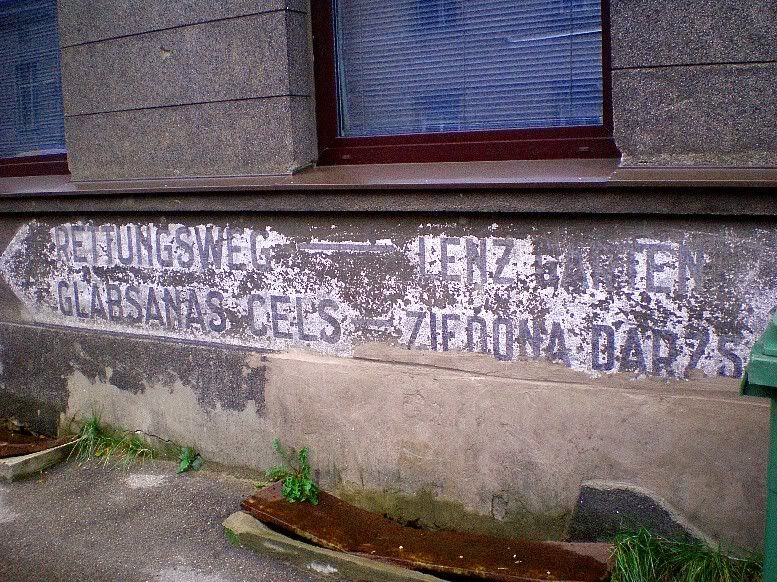 RETTUNGSWEG — LENZ GARTEN
GLABSANAS CELS — ZIEDONA DARZS